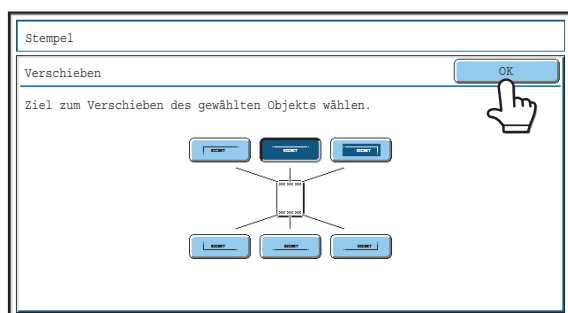 Stempel
Verschieben
OK
Ziel zum Verschieben des gewählten Objekts wählen.